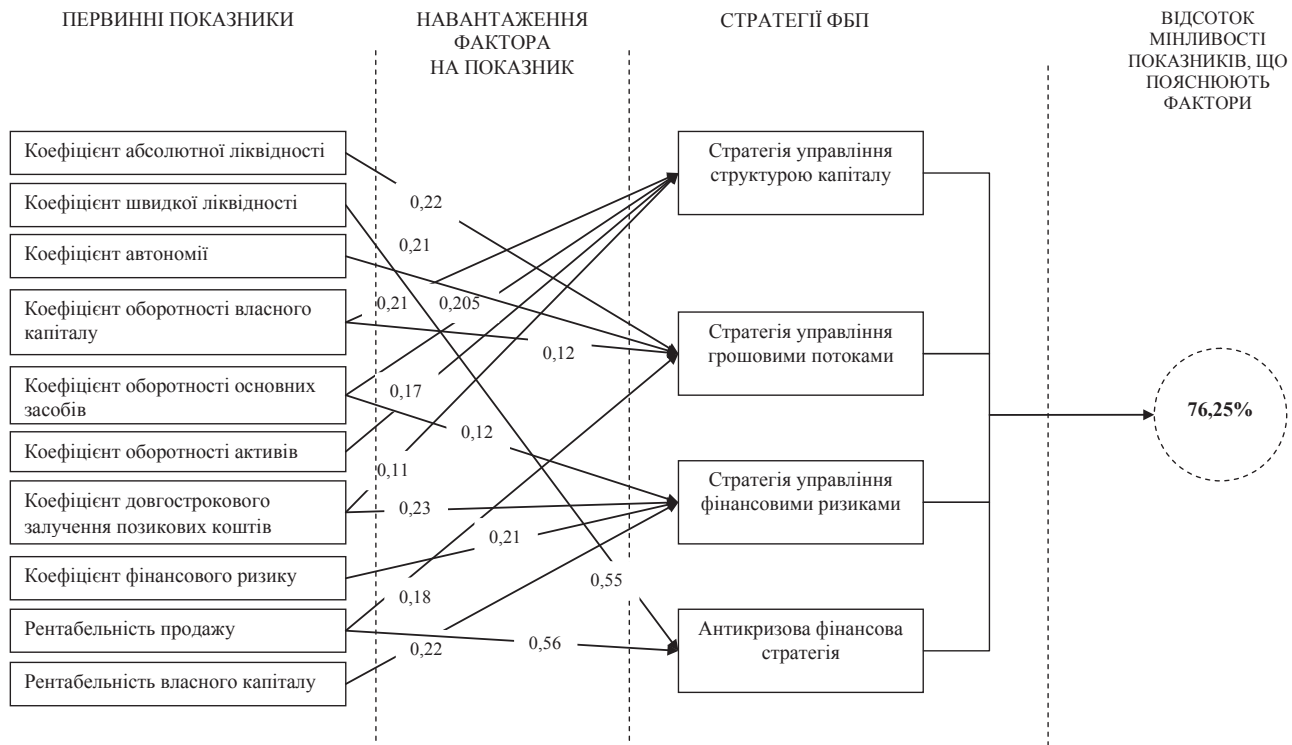 ПЕРВИННІ ПОКАЗНИКИ
НАВАНТАЖЕННЯ
ФАКТОРА
НА ПОКАЗНИК
СТРАТЕГІЇ ФБП
ВІДСОТОК
МІНЛИВОСТІ
ПОКАЗНИКІВ, ЩО
ПОЯСНЮЮТЬ
ФАКТОРИ
Коефіцієнт абсолютної ліквідності
Коефіцієнт швидкої ліквідності
Коефіцієнт автономії
Коефіцієнт оборотності власного
капіталу
Коефіцієнт оборотності основних
засобів
Коефіцієнт оборотності активів
Коефіцієнт довгострокового
залучення позикових коштів
Коефіцієнт фінансового ризику
Рентабельність продажу
Рентабельність власного капіталу
0,22
0,21
0,21
0,205
0,12
0,17
0,12
0,11
0,23
0,21
0,55
0,18
0,56
0,22
Стратегія управління
структурою капіталу
Стратегія управління
грошовими потоками
Стратегія управління
фінансовими ризиками
Антикризова фінансова
стратегія
76,25%